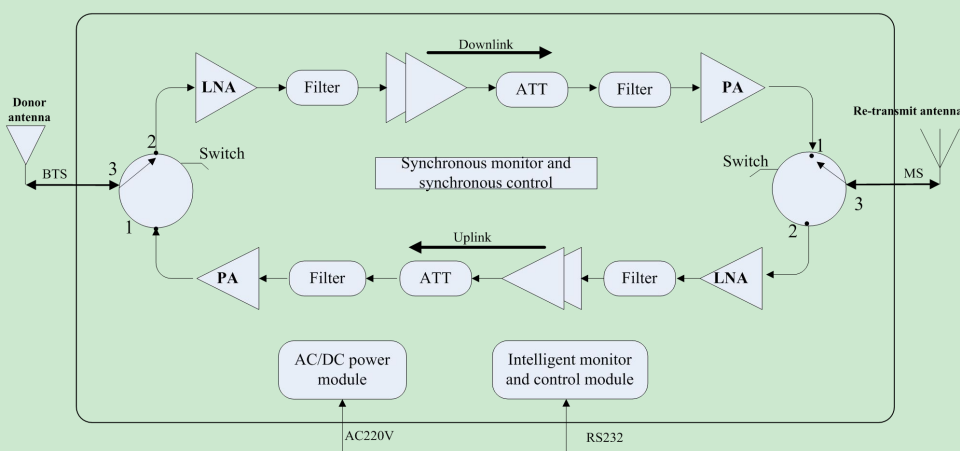 Downlink
LNA
Filter
ATT
Filter
PA
Donor
antenna
Re-transmit antenna
2
Switch
1
Switch
BTS
3
Synchronous monitor and
synchronous control
MS
3
1
2
Uplink
PA
Filter
ATT
Filter
LNA
AC/DC power
module
Intelligent monitor
and control module
AC220V
RS232